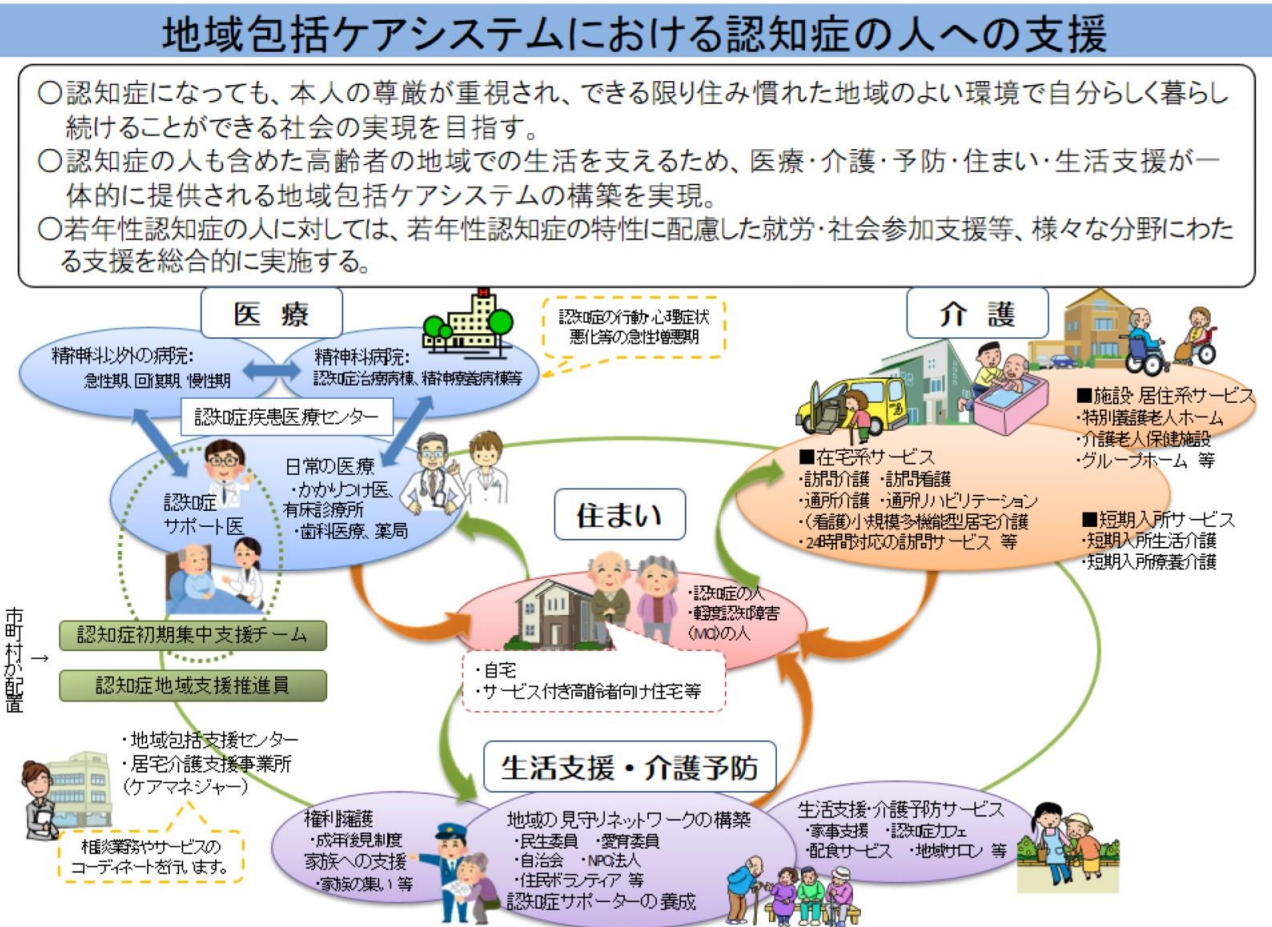 地域包括ケアシステムにおける認知症の人への支援
○認知症になっても、本人の尊厳が重視され、できる限り住み慣れた地域のよい環境で自分らしく暮らし
続けることができる社会の実現を目指す。
○認知症の人も含めた高齢者の地域での生活を支えるため、医療・介護・予防・住まい・生活支援が一
体的に提供される地域包括ケアシステムの構築を実現。
○若年性認知症の人に対しては、若年性認知症の特性に配慮した就労・社会参加支援等、様々な分野にわた
る支援を総合的に実施する。
医 療
精神科以外の病院:
急性期、回復期、慢性期
精神科病院:
認知症治療病棟、精神療養病棟等
認知症の行動・心理症状
悪化等の急性増悪期
認知症疾患医療センター
認知症
サポート医
日常の医療
・かかりつけ医、
有床診療所
・歯科医療、薬局
介 護
■施設・居住系サービス
・特別養護老人ホーム
・介護老人保健施設
・グループホーム 等
■在宅系サービス
・訪問介護 ・訪問看護
・通所介護 ・通所リハビリテーション
・(看護)小規模多機能型居宅介護
・24時間対応の訪問サービス 等
■短期入所サービス
・短期入所生活介護
・短期入所療養介護
住まい
・認知症の人
・軽度認知障害
(MCI)の人
・自宅
・サービス付き高齢者向け住宅等
市町村が配置
→
認知症初期集中支援チーム
認知症地域支援推進員
・地域包括支援センター
・居宅介護支援事業所
(ケアマネジャー)
相談業務やサービスの
コーディネートを行います。
生活支援・介護予防
権利擁護
・成年後見制度
家族への支援
・家族の集い 等
地域の見守りネットワークの構築
・民生委員 ・愛育委員
・自治会 ・NPO法人
・住民ボランティア 等
認知症サポーターの養成
生活支援・介護予防サービス
・家事支援 ・認知症カフェ
・配食サービス ・地域サロン 等